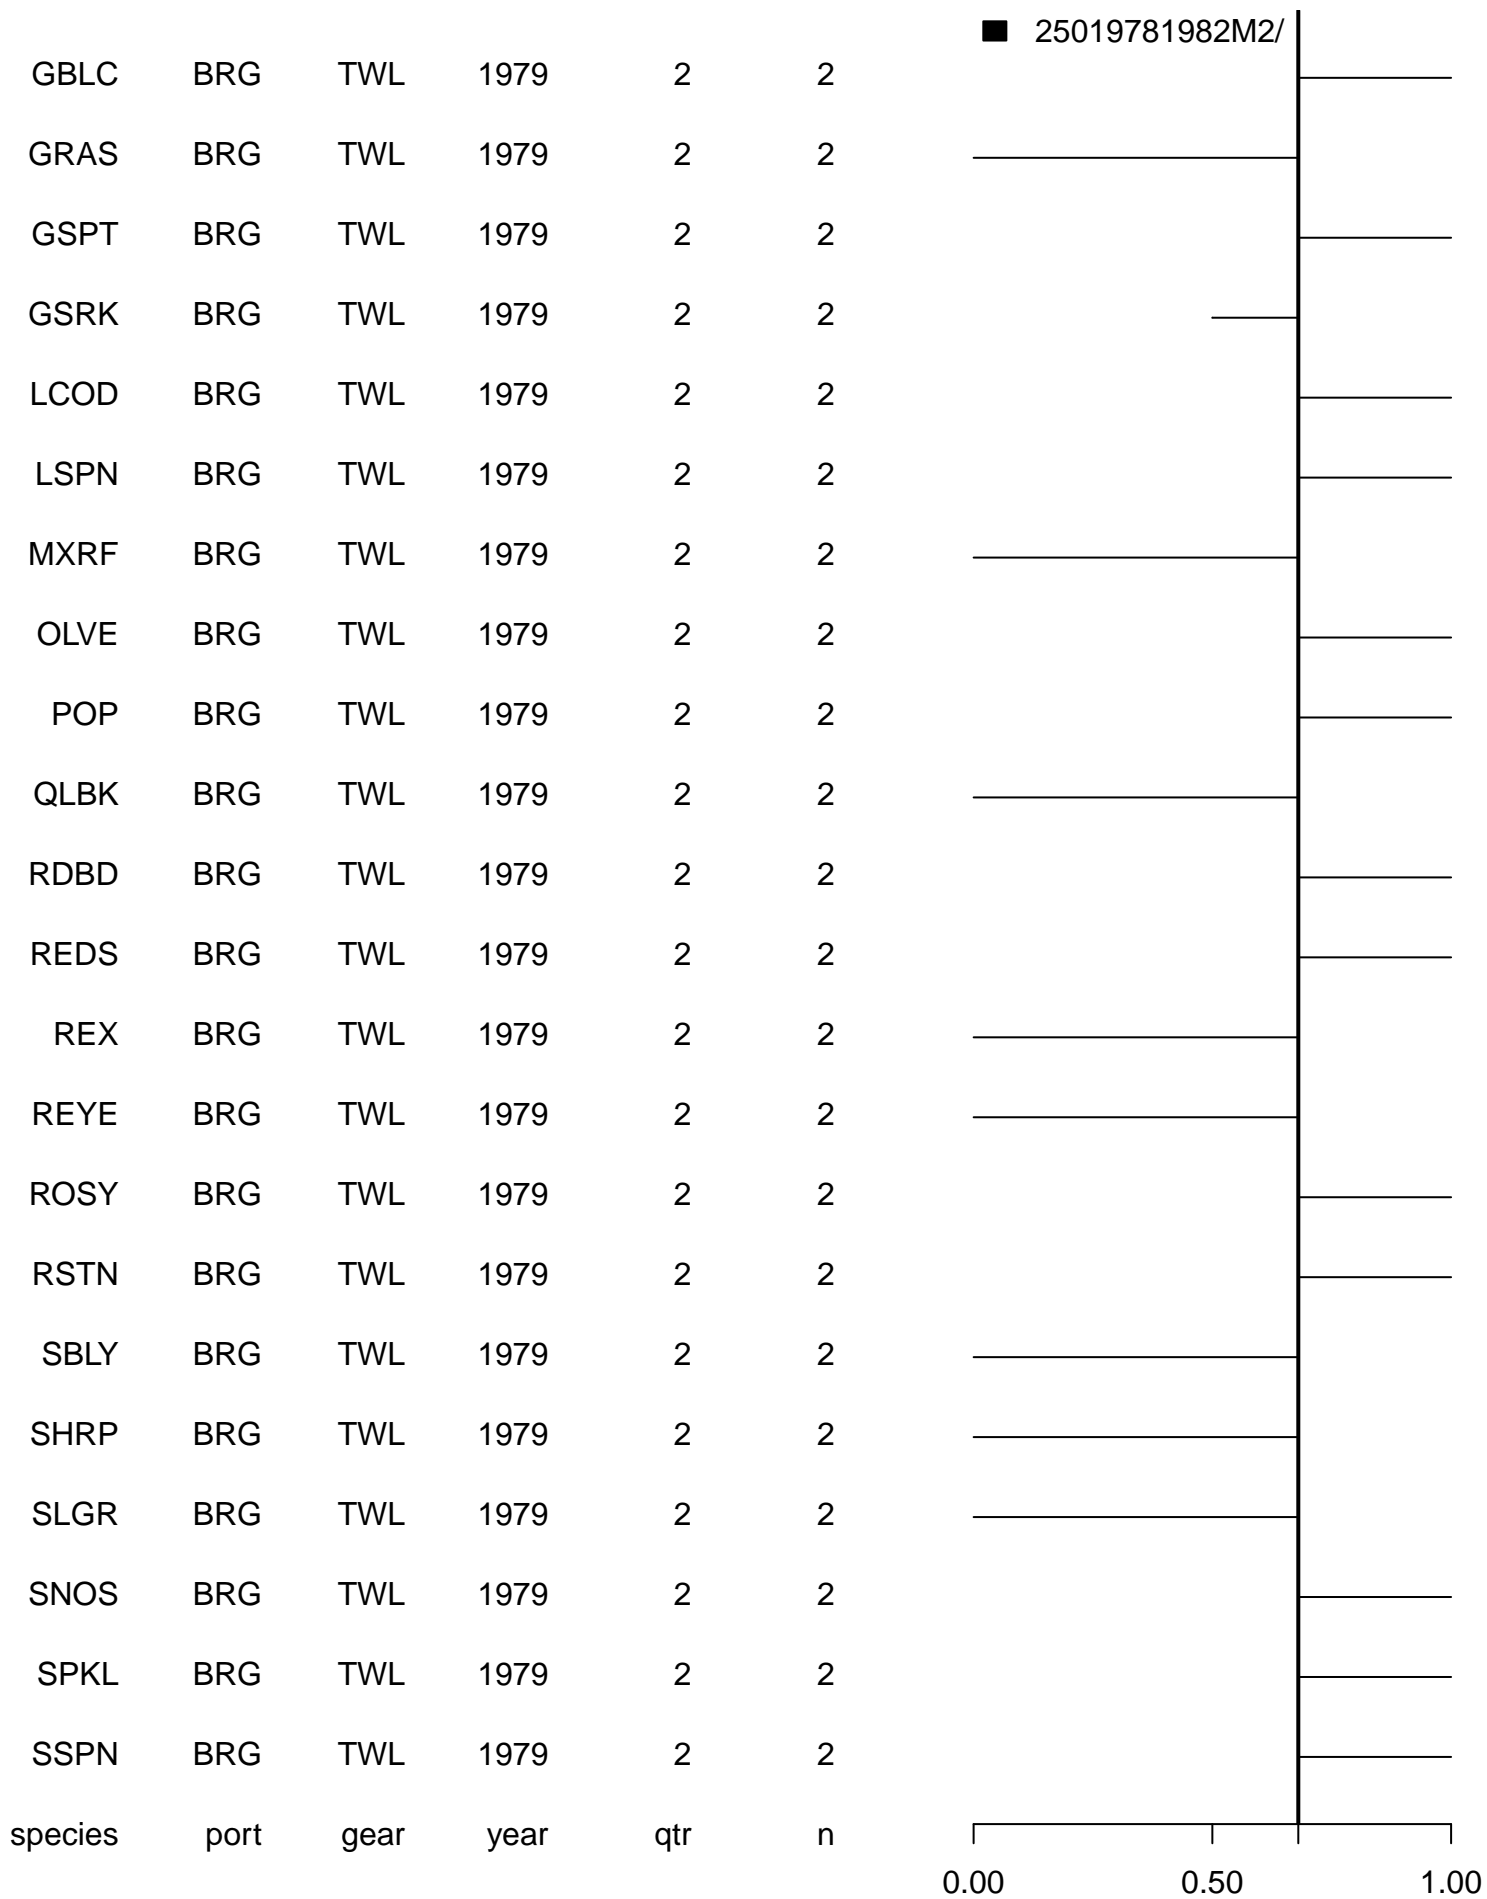 25019781982M2/
GBLC BRG TWL 1979 2 2
GRAS BRG TWL 1979 2 2
GSPT BRG TWL 1979 2 2
GSRK BRG TWL 1979 2 2
LCOD BRG TWL 1979 2 2
LSPN BRG TWL 1979 2 2
MXRF BRG TWL 1979 2 2
OLVE BRG TWL 1979 2 2
POP BRG TWL 1979 2 2
QLBK BRG TWL 1979 2 2
RDBD BRG TWL 1979 2 2
REDS BRG TWL 1979 2 2
REX BRG TWL 1979 2 2
REYE BRG TWL 1979 2 2
ROSY BRG TWL 1979 2 2
RSTN BRG TWL 1979 2 2
SBLY BRG TWL 1979 2 2
SHRP BRG TWL 1979 2 2
SLGR BRG TWL 1979 2 2
SNOS BRG TWL 1979 2 2
SPKL BRG TWL 1979 2 2
SSPN BRG TWL 1979 2 2
species port gear year qtr n
0.00 0.50 1.00